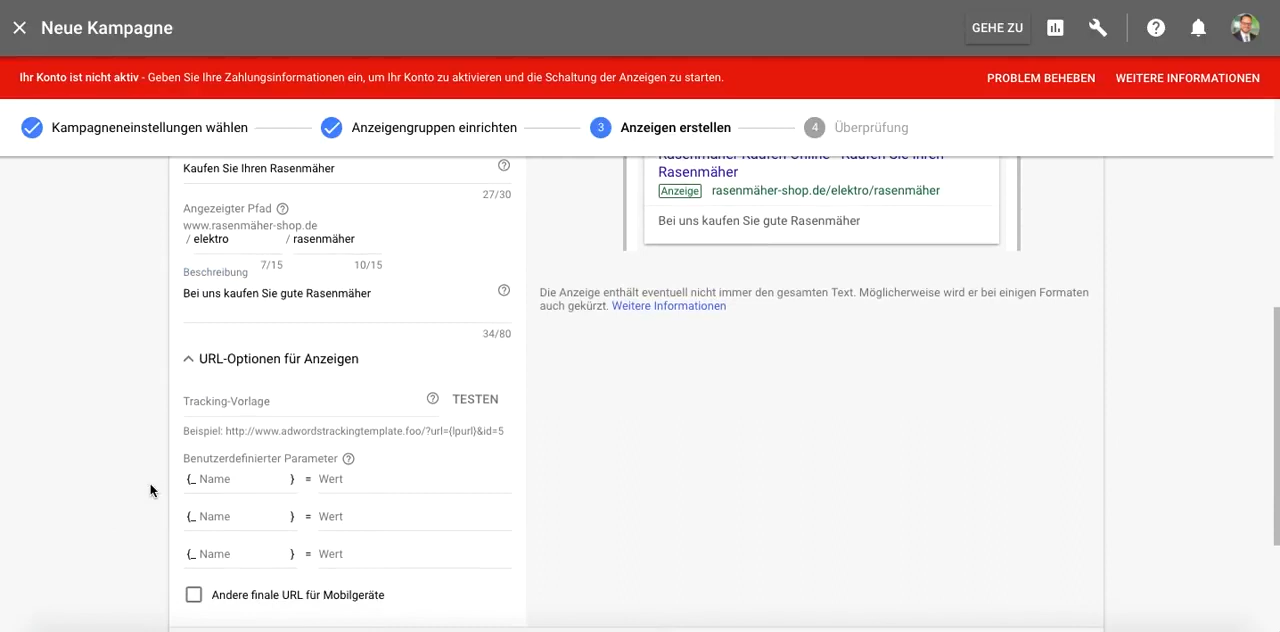 Neue Kampagne
GEHE ZU
Ihr Konto ist nicht aktiv - Geben Sie Ihre Zahlungsinformationen ein, um Ihr Konto zu aktivieren und die Schaltung der Anzeigen zu starten.
PROBLEM BEHEBEN
WEITERE INFORMATIONEN
Kampagneneinstellungen wählen
Anzeigengruppen einrichten
3 Anzeigen erstellen
4 Überprüfung
Kaufen Sie Ihren Rasenmäher
27/30
Angezeigter Pfad
www.rasenmäher-shop.de
/ elektro / rasenmäher
7/15 10/15
Beschreibung
Bei uns kaufen Sie gute Rasenmäher
34/80
URL-Optionen für Anzeigen
Tracking-Vorlage
TESTEN
Beispiel: http://www.adwordstrackingtemplate.foo/?url={lpurl}&id=5
Benutzerdefinierter Parameter
{_ Name } = Wert
{_ Name } = Wert
{_ Name } = Wert
Andere finale URL für Mobilgeräte
Rasenmäher Kaufen Online - Kaufen Sie Ihren
Rasenmäher
Anzeige rasenmäher-shop.de/elektro/rasenmäher
Bei uns kaufen Sie gute Rasenmäher
Die Anzeige enthält eventuell nicht immer den gesamten Text. Möglicherweise wird er bei einigen Formaten
auch gekürzt. Weitere Informationen